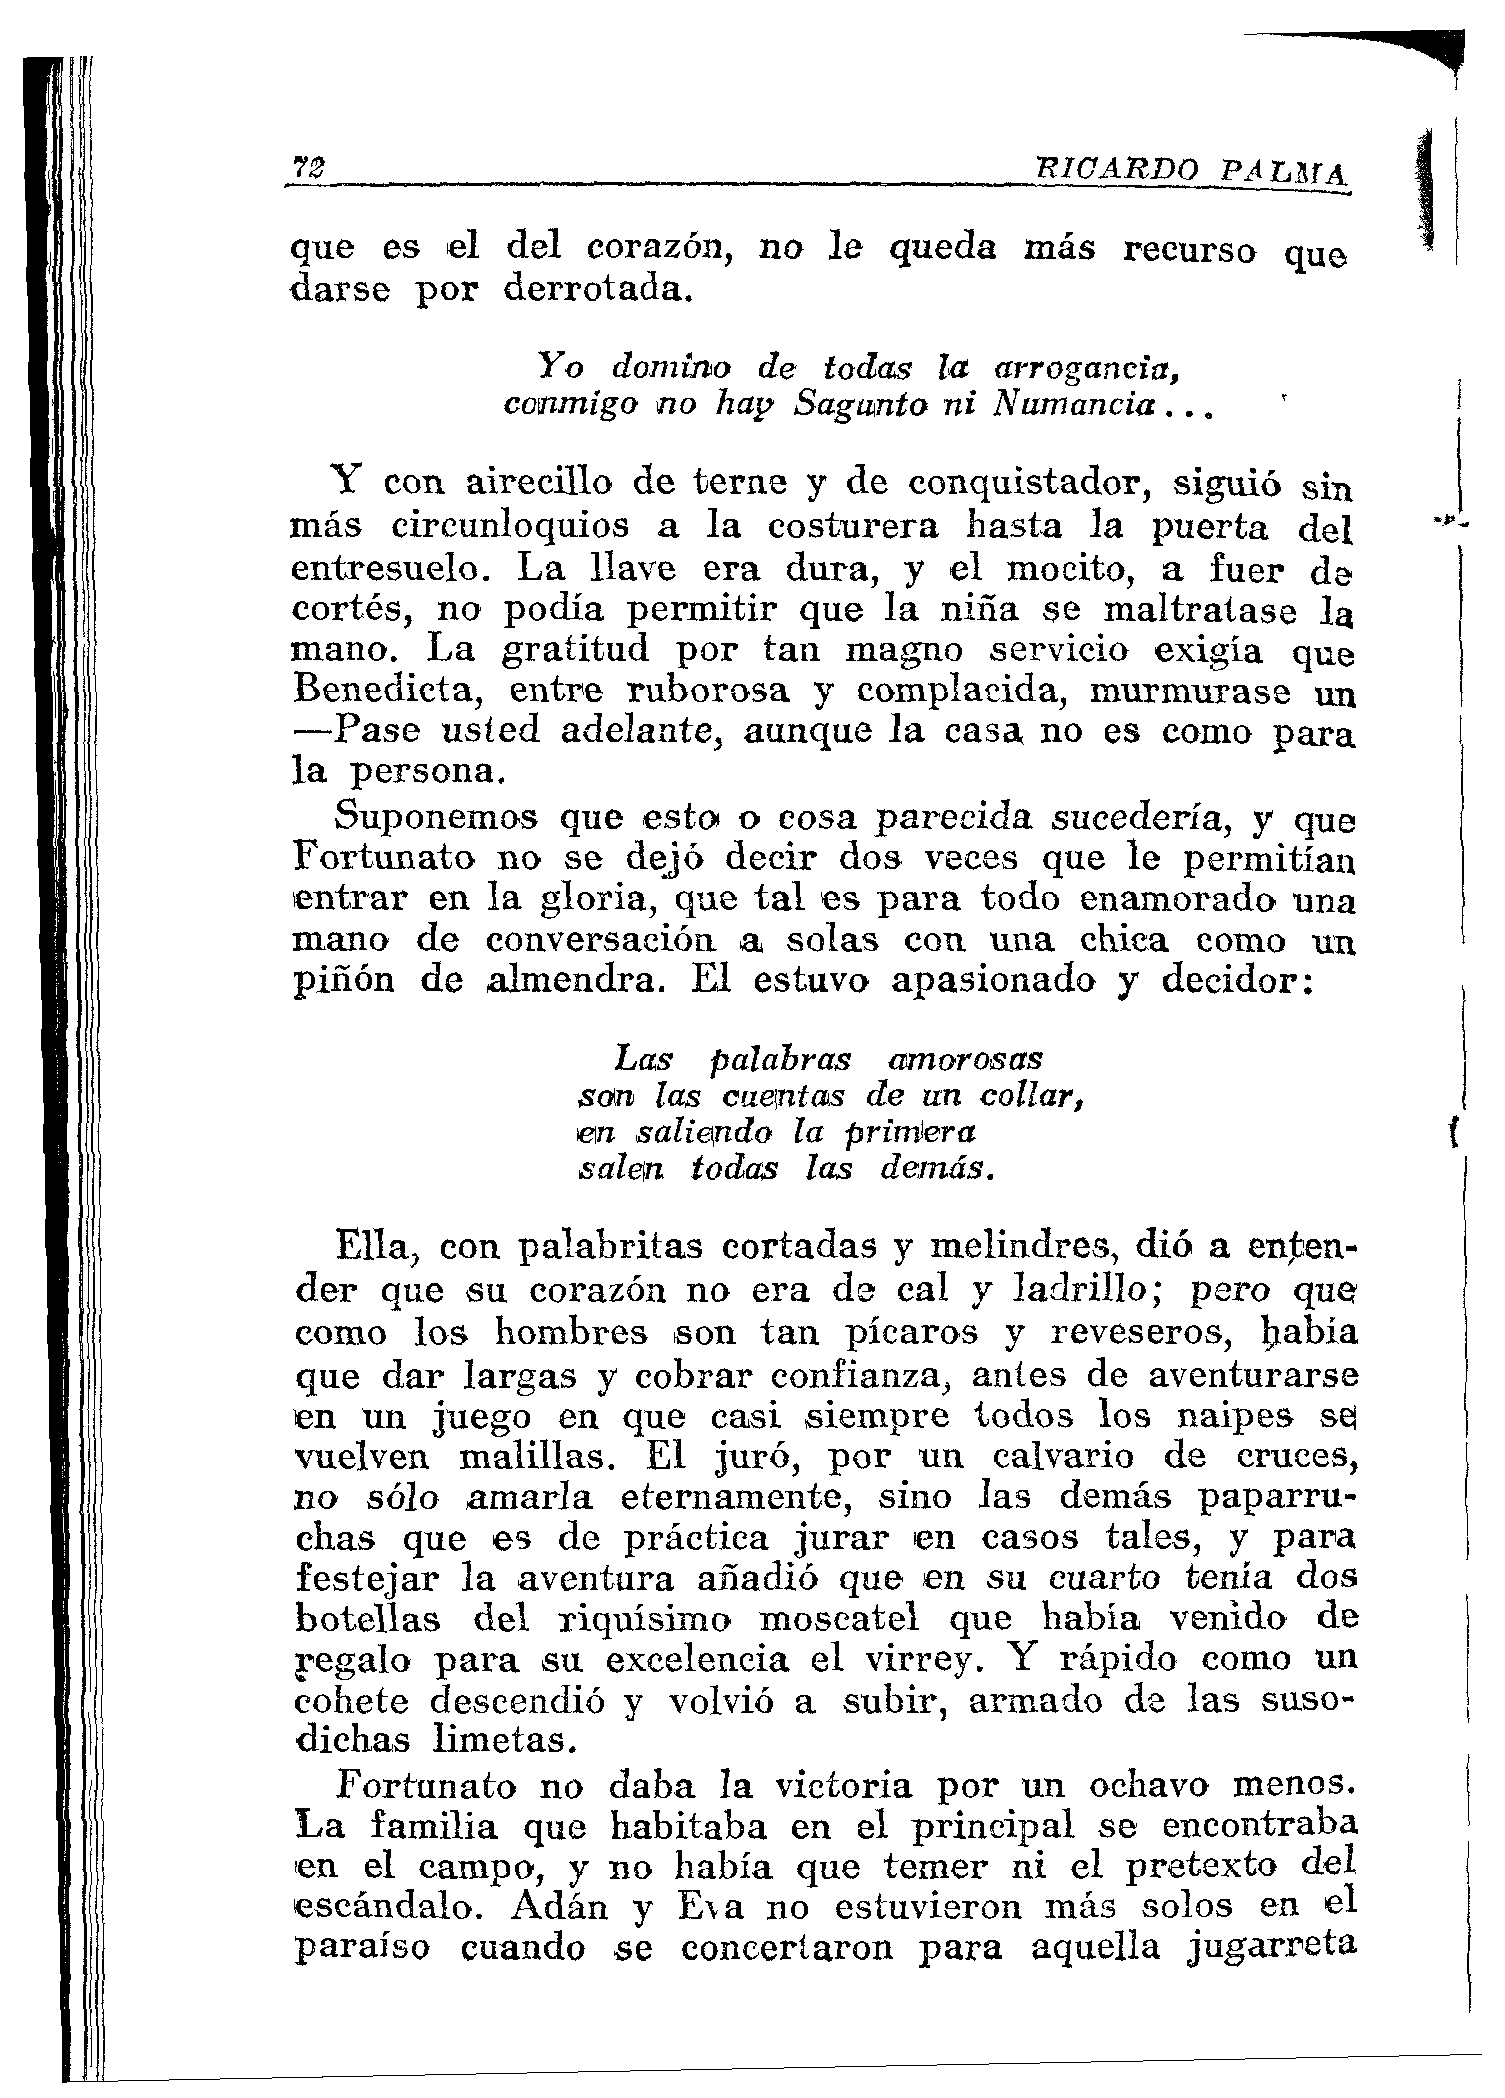 72 RICARDO PALMA
que es el del corazón, no le queda más recurso que
darse por derrotada.
Yo domino de todas la arrogancia,
conmigo no hay Sagunto ni Numancia...
Y con airecillo de terne y de conquistador, siguió sin
más circunloquios a la costurera hasta la puerta del
entresuelo. La llave era dura, y el mocito, a fuer de
cortés, no podía permitir que la niña se maltratase la
mano. La gratitud por tan magno servicio exigía que
Benedicta, entre ruborosa y complacida, murmurase un
—Pase usted adelante, aunque la casa no es como para
la persona.
Suponemos que esto o cosa parecida sucedería, y que
Fortunato no se dejó decir dos veces que le permitían
entrar en la gloria, que tal es para todo enamorado una
mano de conversación a solas con una chica como un
piñón de almendra. El estuvo apasionado y decidor:
Las palabras amorosas
son las cuentas de un collar,
en saliendo la primera
salen todas las demás.
Ella, con palabritas cortadas y melindres, dió a enten-
der que su corazón no era de cal y ladrillo; pero que
como los hombres son tan pícaros y reveseros, había
que dar largas y cobrar confianza, antes de aventurarse
en un juego en que casi siempre todos los naipes se
vuelven malillas. El juró, por un calvario de cruces,
no sólo amarla eternamente, sino las demás paparru-
chas que es de práctica jurar en casos tales, y para
festejar la aventura añadió que en su cuarto tenía dos
botellas del riquísimo moscatel que había venido de
regalo para su excelencia el virrey. Y rápido como un
cohete descendió y volvió a subir, armado de las suso-
dichas limetas.
Fortunato no daba la victoria por un ochavo menos.
La familia que habitaba en el principal se encontraba
en el campo, y no había que temer ni el pretexto del
escándalo. Adán y Eva no estuvieron más solos en el
paraíso cuando se concertaron para aquella jugarreta